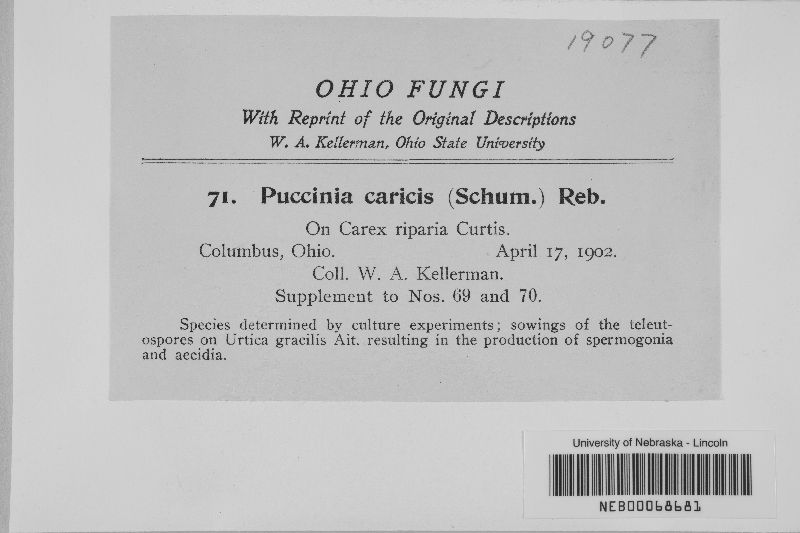 19077
OHIO FUNGI
With Reprint of the Original Descriptions
W. A. Kellerman, Ohio State University
71. Puccinia caricis (Schum.) Reb.
On Carex riparia Curtis.
Columbus, Ohio. April 17, 1902.
Coll. W. A. Kellerman.
Supplement to Nos. 69 and 70.
Species determined by culture experiments; sowings of the teleut-
ospores on Urtica gracilis Ait. resulting in the production of spermogonia
and aecidia.
University of Nebraska - Lincoln
NEB00068681